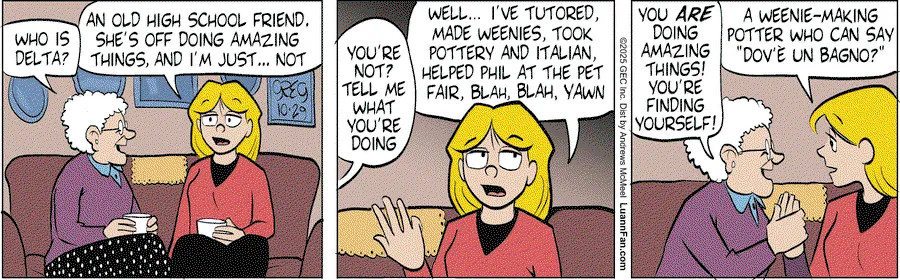 WHO IS
DELTA?
AN OLD HIGH SCHOOL FRIEND.
SHE'S OFF DOING AMAZING
THINGS, AND I'M JUST... NOT
GREG
10-29
YOU'RE
NOT?
TELL ME
WHAT
YOU'RE
DOING
WELL... I'VE TUTORED,
MADE WEENIES, TOOK
POTTERY AND ITALIAN,
HELPED PHIL AT THE PET
FAIR, BLAH, BLAH, YAWN
©2025 GEC Inc. Dist by Andrews McMeel LuannFan.com
YOU ARE
DOING
AMAZING
THINGS!
YOU'RE
FINDING
YOURSELF!
A WEENIE-MAKING
POTTER WHO CAN SAY
"DOV'È UN BAGNO?"